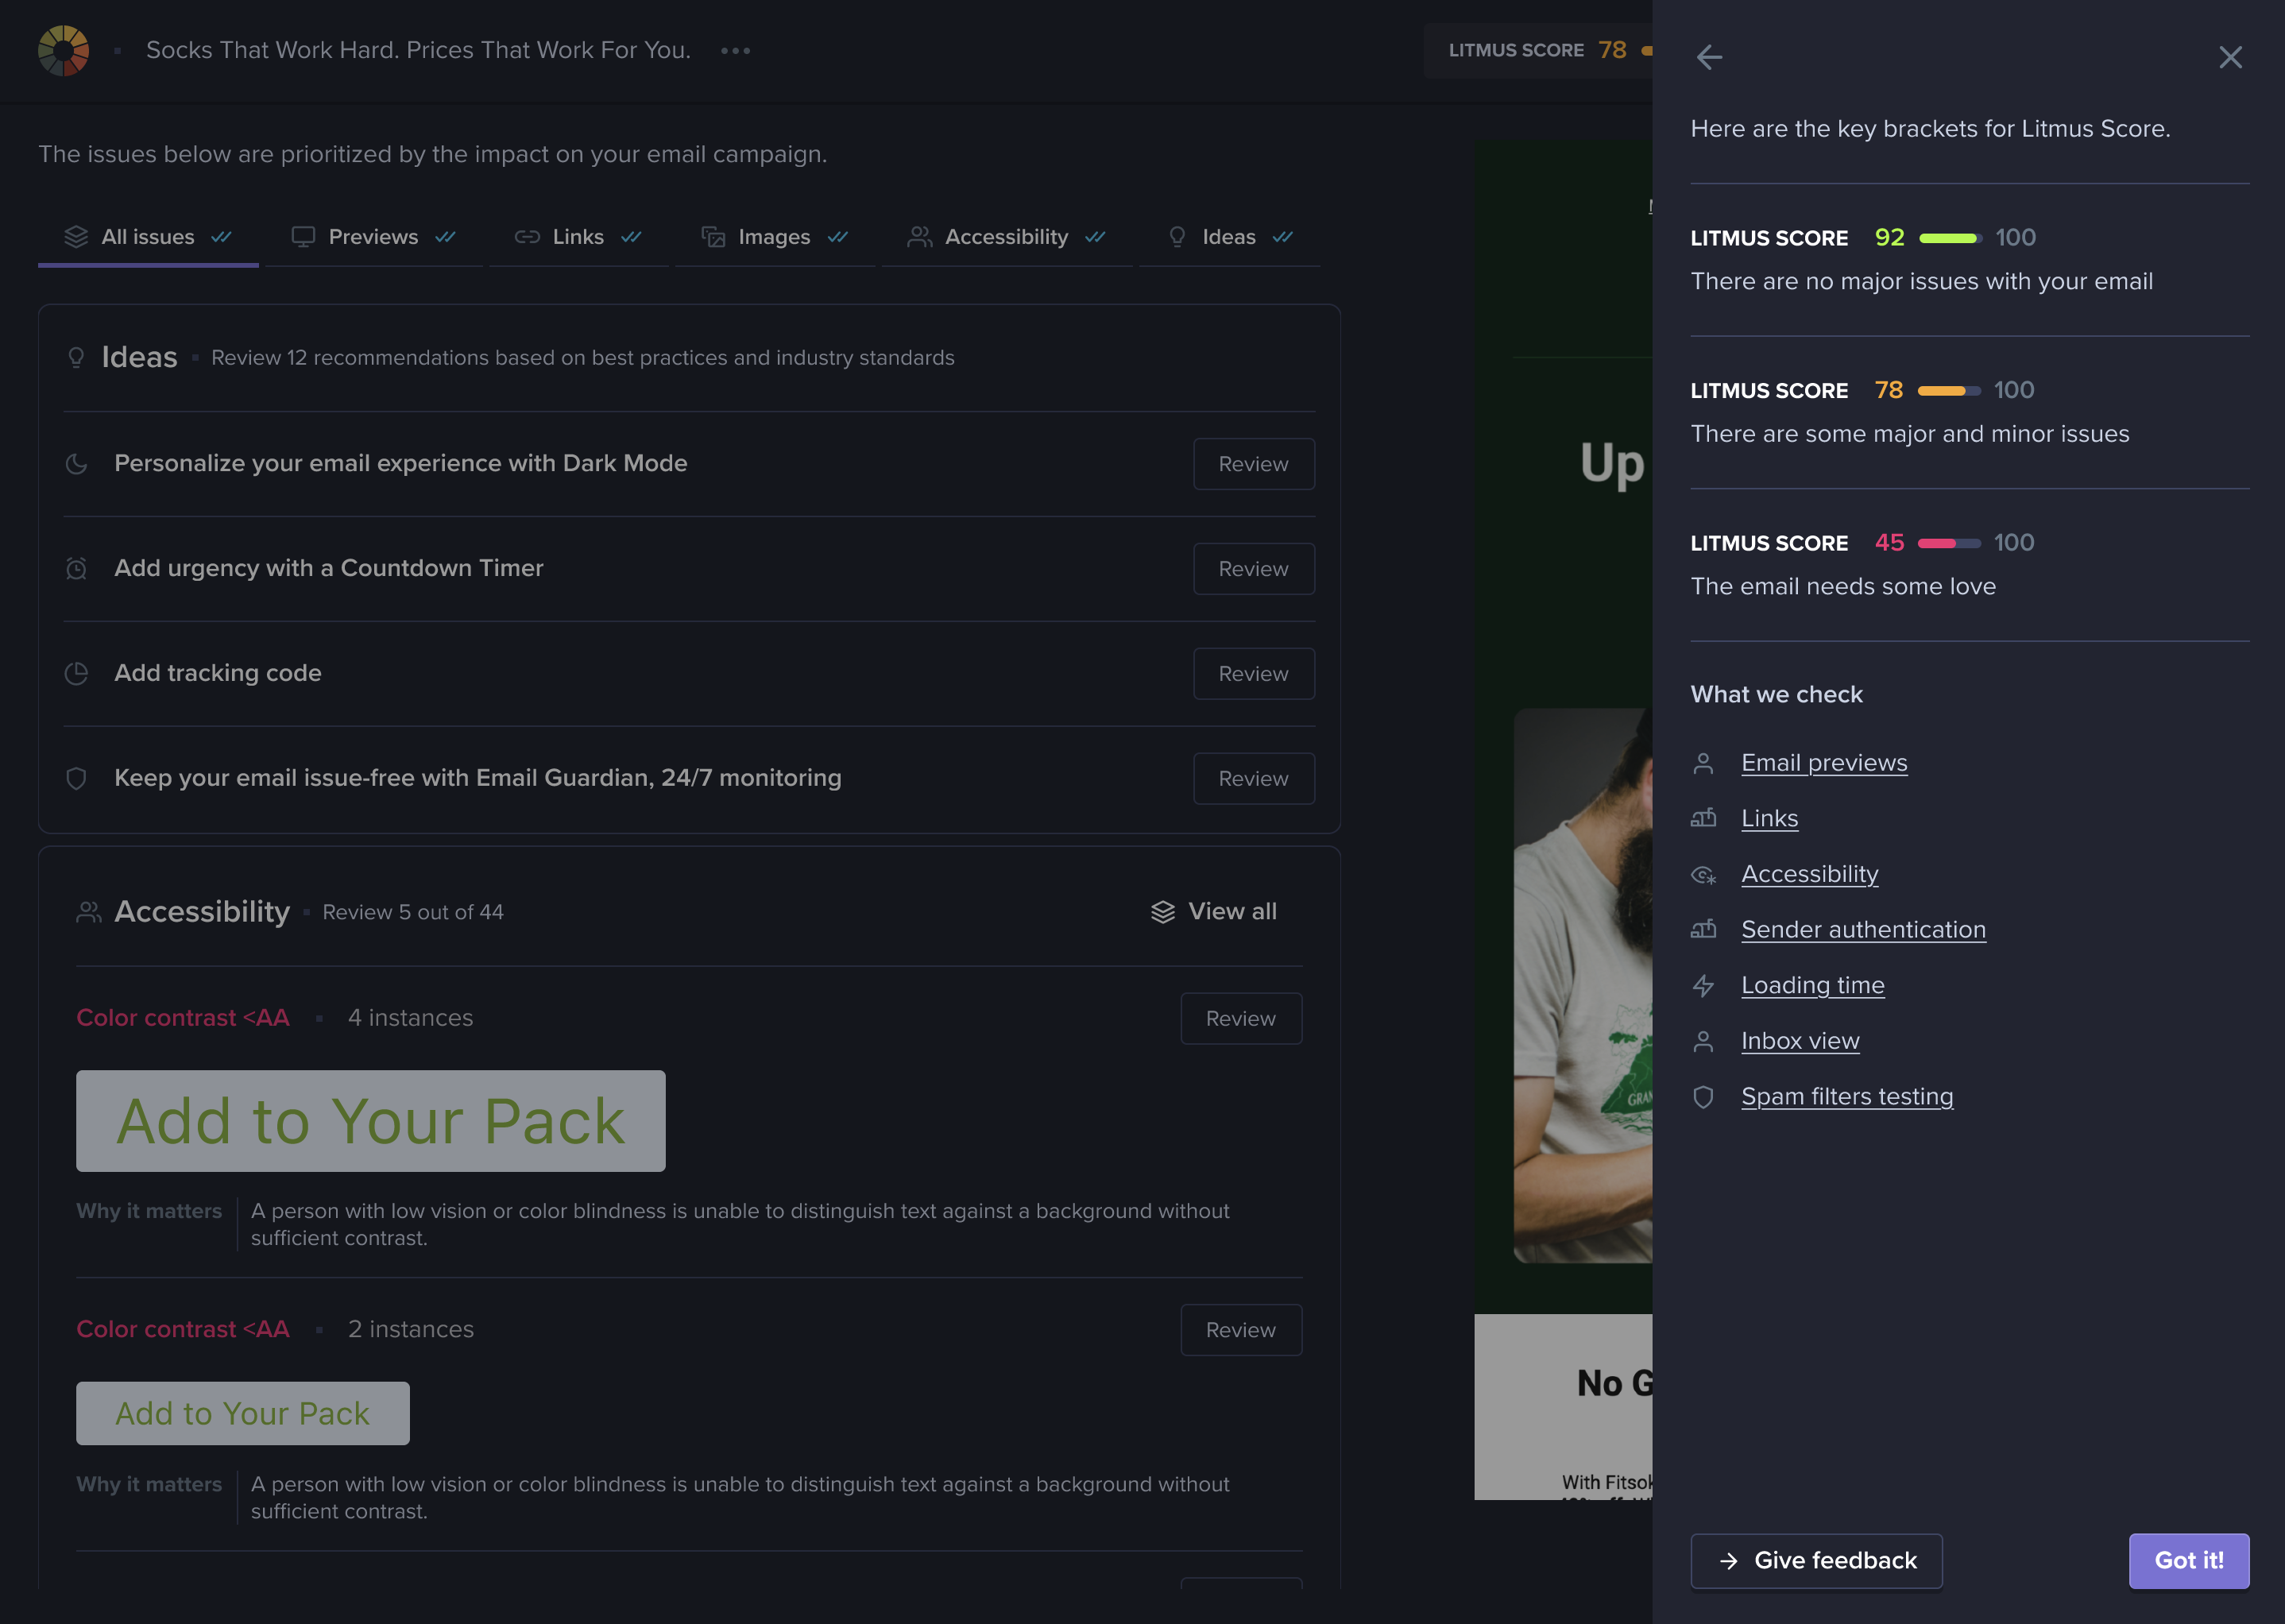 Socks That Work Hard. Prices That Work For You.
LITMUS SCORE 78
The issues below are prioritized by the impact on your email campaign.
All issues
Previews
Links
Images
Accessibility
Ideas
Ideas
Review 12 recommendations based on best practices and industry standards
Personalize your email experience with Dark Mode
Review
Add urgency with a Countdown Timer
Review
Add tracking code
Review
Keep your email issue-free with Email Guardian, 24/7 monitoring
Review
Accessibility
Review 5 out of 44
View all
Color contrast <AA
4 instances
Review
Add to Your Pack
Why it matters
A person with low vision or color blindness is unable to distinguish text against a background without
sufficient contrast.
Color contrast <AA
2 instances
Review
Add to Your Pack
Why it matters
A person with low vision or color blindness is unable to distinguish text against a background without
sufficient contrast.
Up
No G
With Fitsok
Here are the key brackets for Litmus Score.
LITMUS SCORE 92 100
There are no major issues with your email
LITMUS SCORE 78 100
There are some major and minor issues
LITMUS SCORE 45 100
The email needs some love
What we check
Email previews
Links
Accessibility
Sender authentication
Loading time
Inbox view
Spam filters testing
Give feedback
Got it!